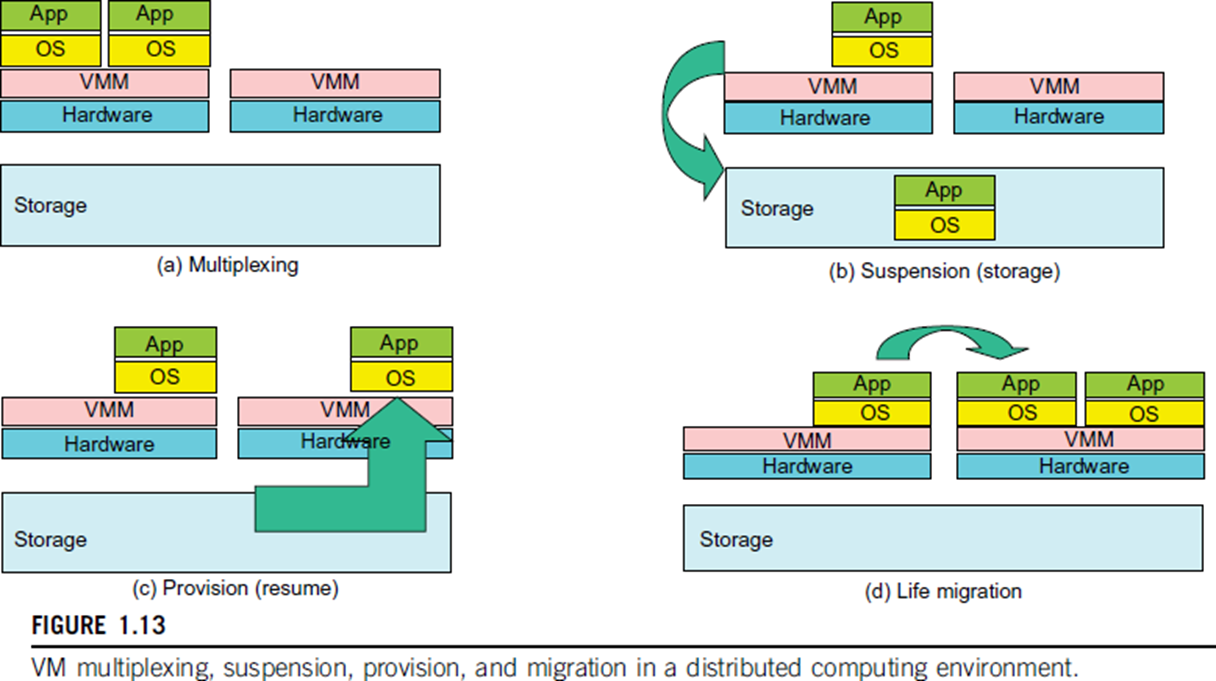 App App
OS OS
VMM VMM
Hardware Hardware
Storage
(a) Multiplexing
App
OS
VMM VMM
Hardware Hardware
App
Storage
OS
(b) Suspension (storage)
App App
OS OS
VMM VMM
Hardware Hardware
Storage
(c) Provision (resume)
App App App
OS OS OS
VMM VMM
Hardware Hardware
Storage
(d) Life migration
FIGURE 1.13
VM multiplexing, suspension, provision, and migration in a distributed computing environment.